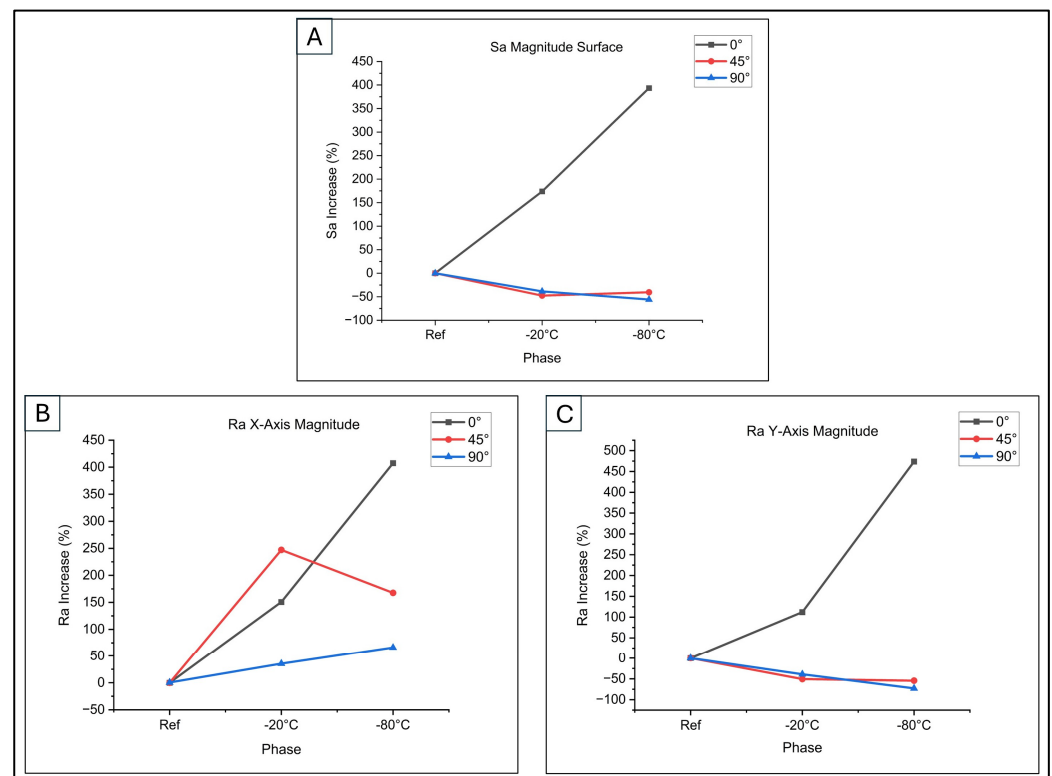 A
Sa Magnitude Surface
0°
45°
90°
450
400
350
300
250
200
150
100
50
0
−50
−100
Sa Increase (%)
Ref
-20°C
-80°C
Phase
B
Ra X-Axis Magnitude
0°
45°
90°
450
400
350
300
250
200
150
100
50
0
−50
Ra Increase (%)
Ref
-20°C
-80°C
Phase
C
Ra Y-Axis Magnitude
0°
45°
90°
500
450
400
350
300
250
200
150
100
50
0
−50
−100
Ra Increase (%)
Ref
-20°C
-80°C
Phase